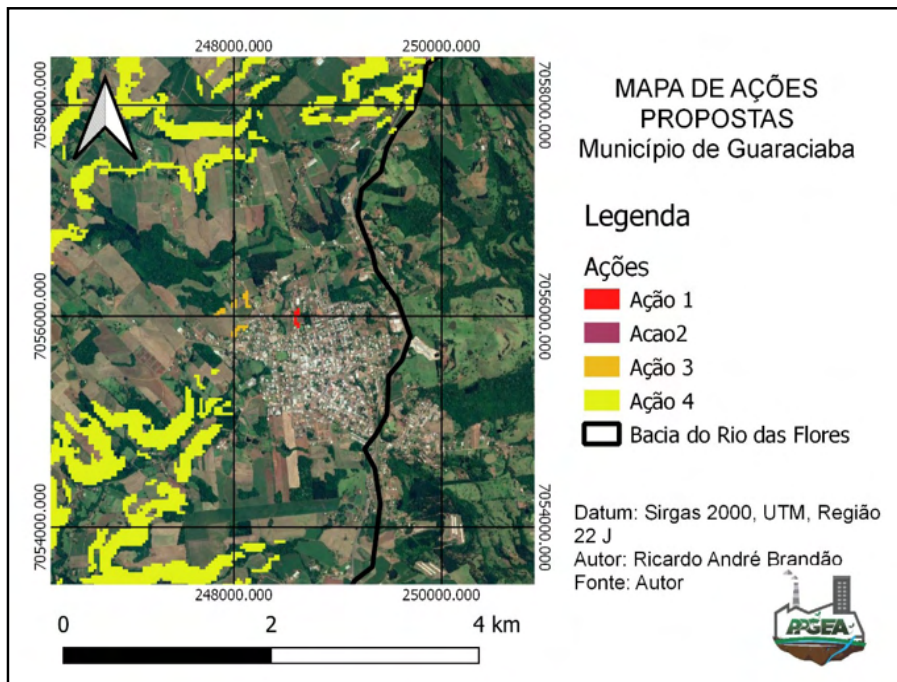 248000.000
250000.000
7058000.000
7058000.000
7056000.000
7056000.000
7054000.000
7054000.000
248000.000
250000.000
0
2
4 km
MAPA DE AÇÕES
PROPOSTAS
Município de Guaraciaba
Legenda
Ações
Ação 1
Acao2
Ação 3
Ação 4
Bacia do Rio das Flores
Datum: Sirgas 2000, UTM, Região
22 J
Autor: Ricardo André Brandão
Fonte: Autor
PPGEA